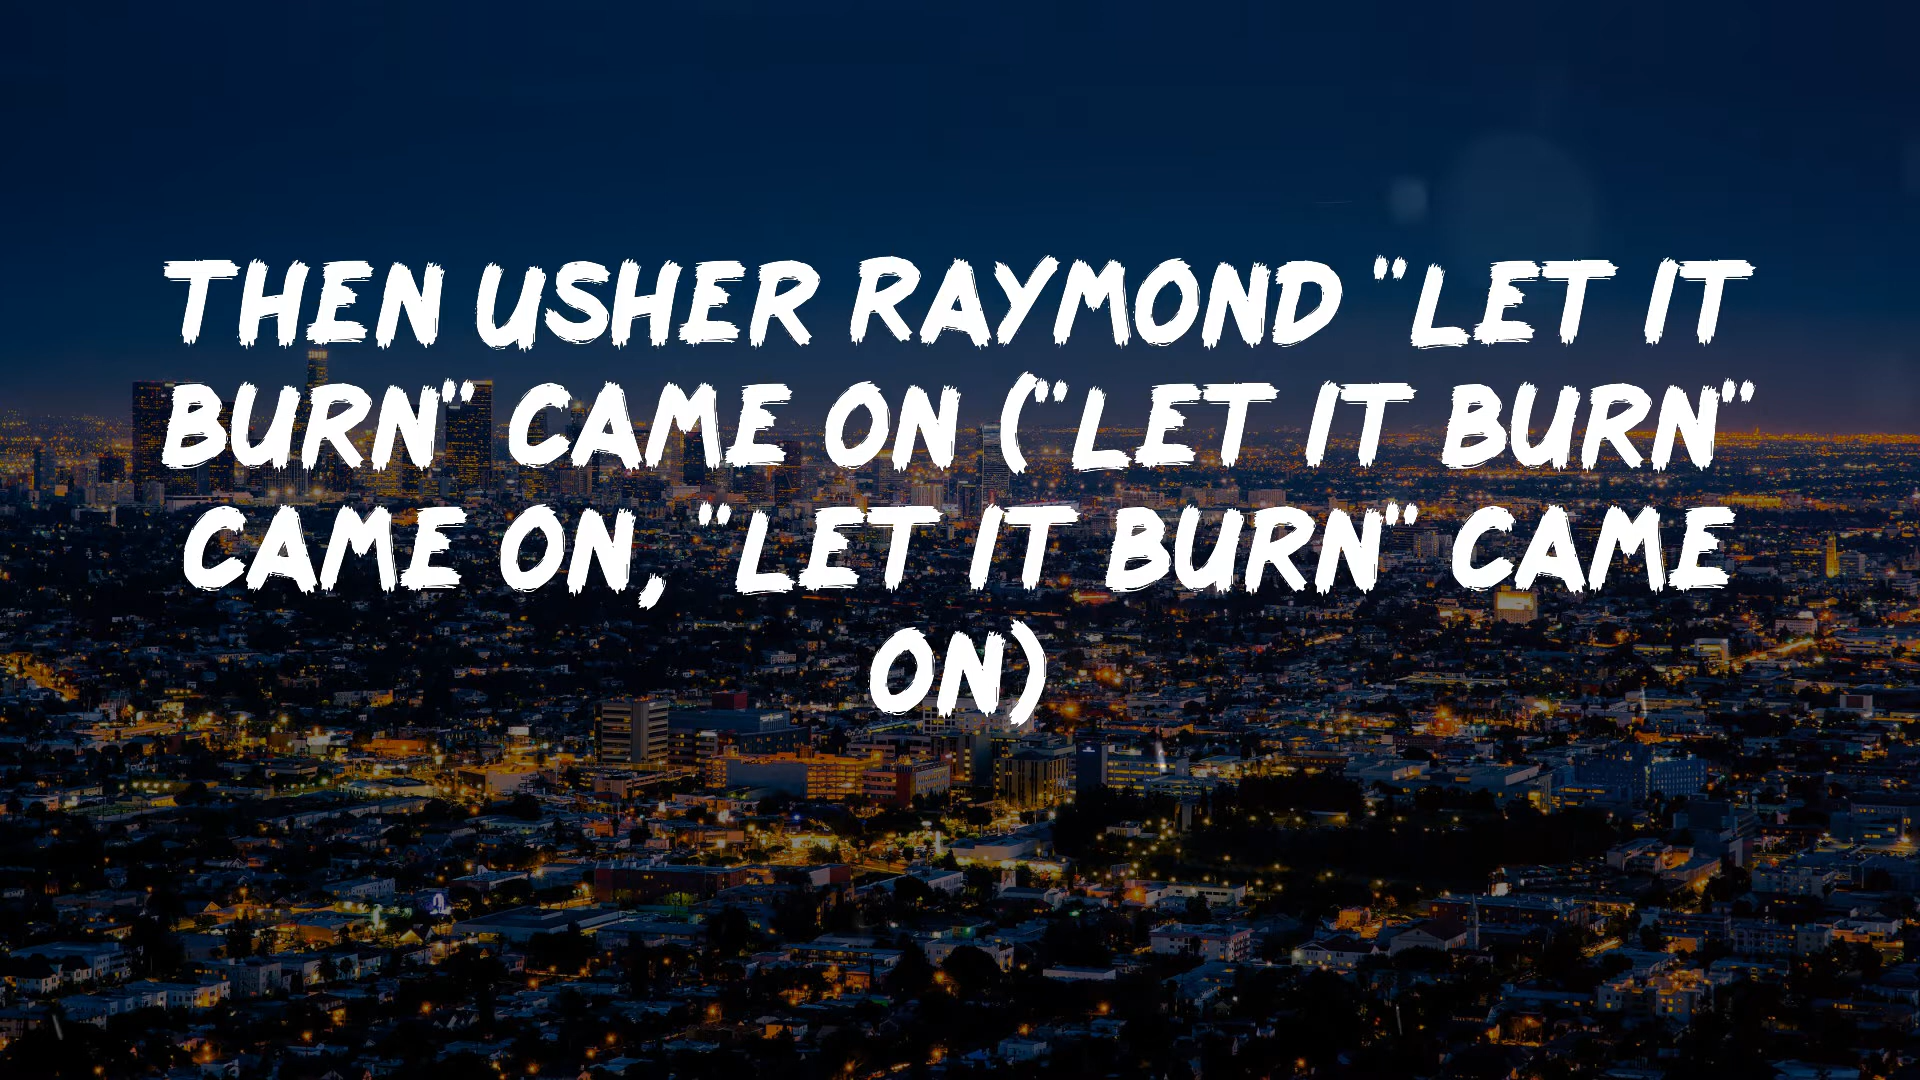 THEN USHER RAYMOND "LET IT
BURN" CAME ON ("LET IT BURN"
CAME ON, "LET IT BURN" CAME
ON)